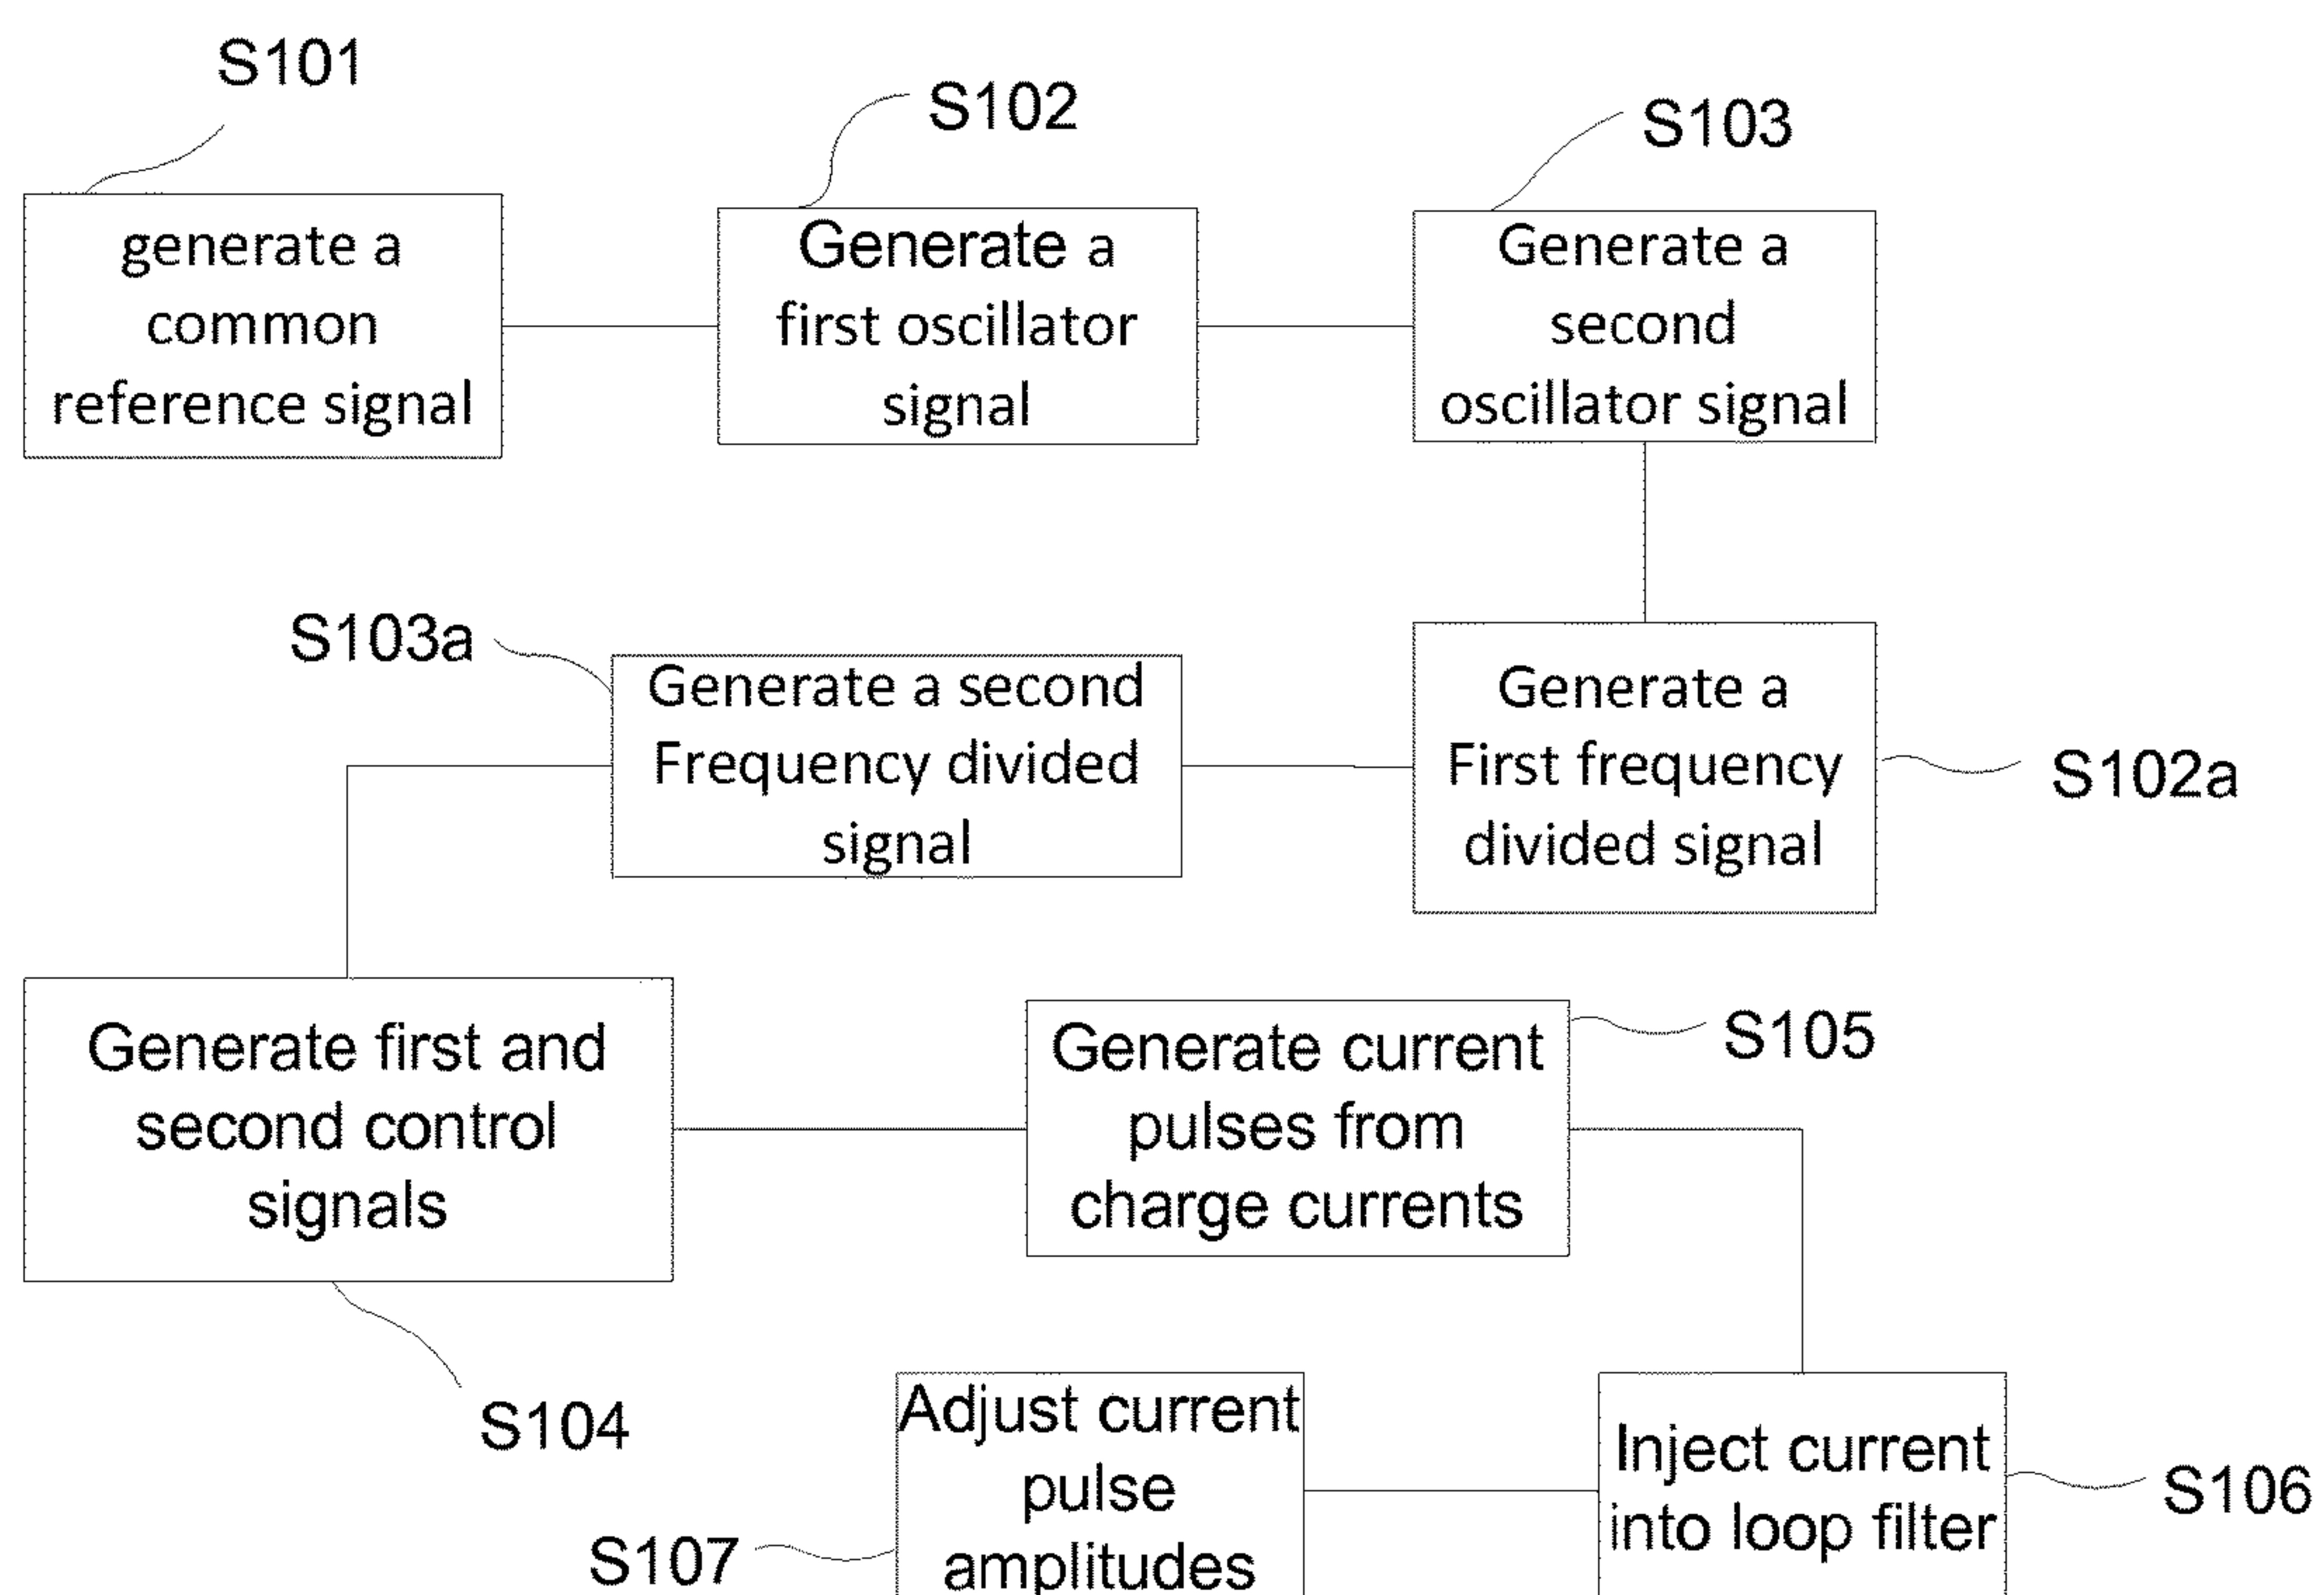 S101
S102
S103
generate a
common
reference signal
Generate a
first oscillator
signal
Generate a
second
oscillator signal
S103a
Generate a second
Frequency divided
signal
Generate a
First frequency
divided signal
S102a
Generate first and
second control
signals
Generate current
pulses from
charge currents
S105
S104
Adjust current
pulse
amplitudes
Inject current
into loop filter
S106
S107